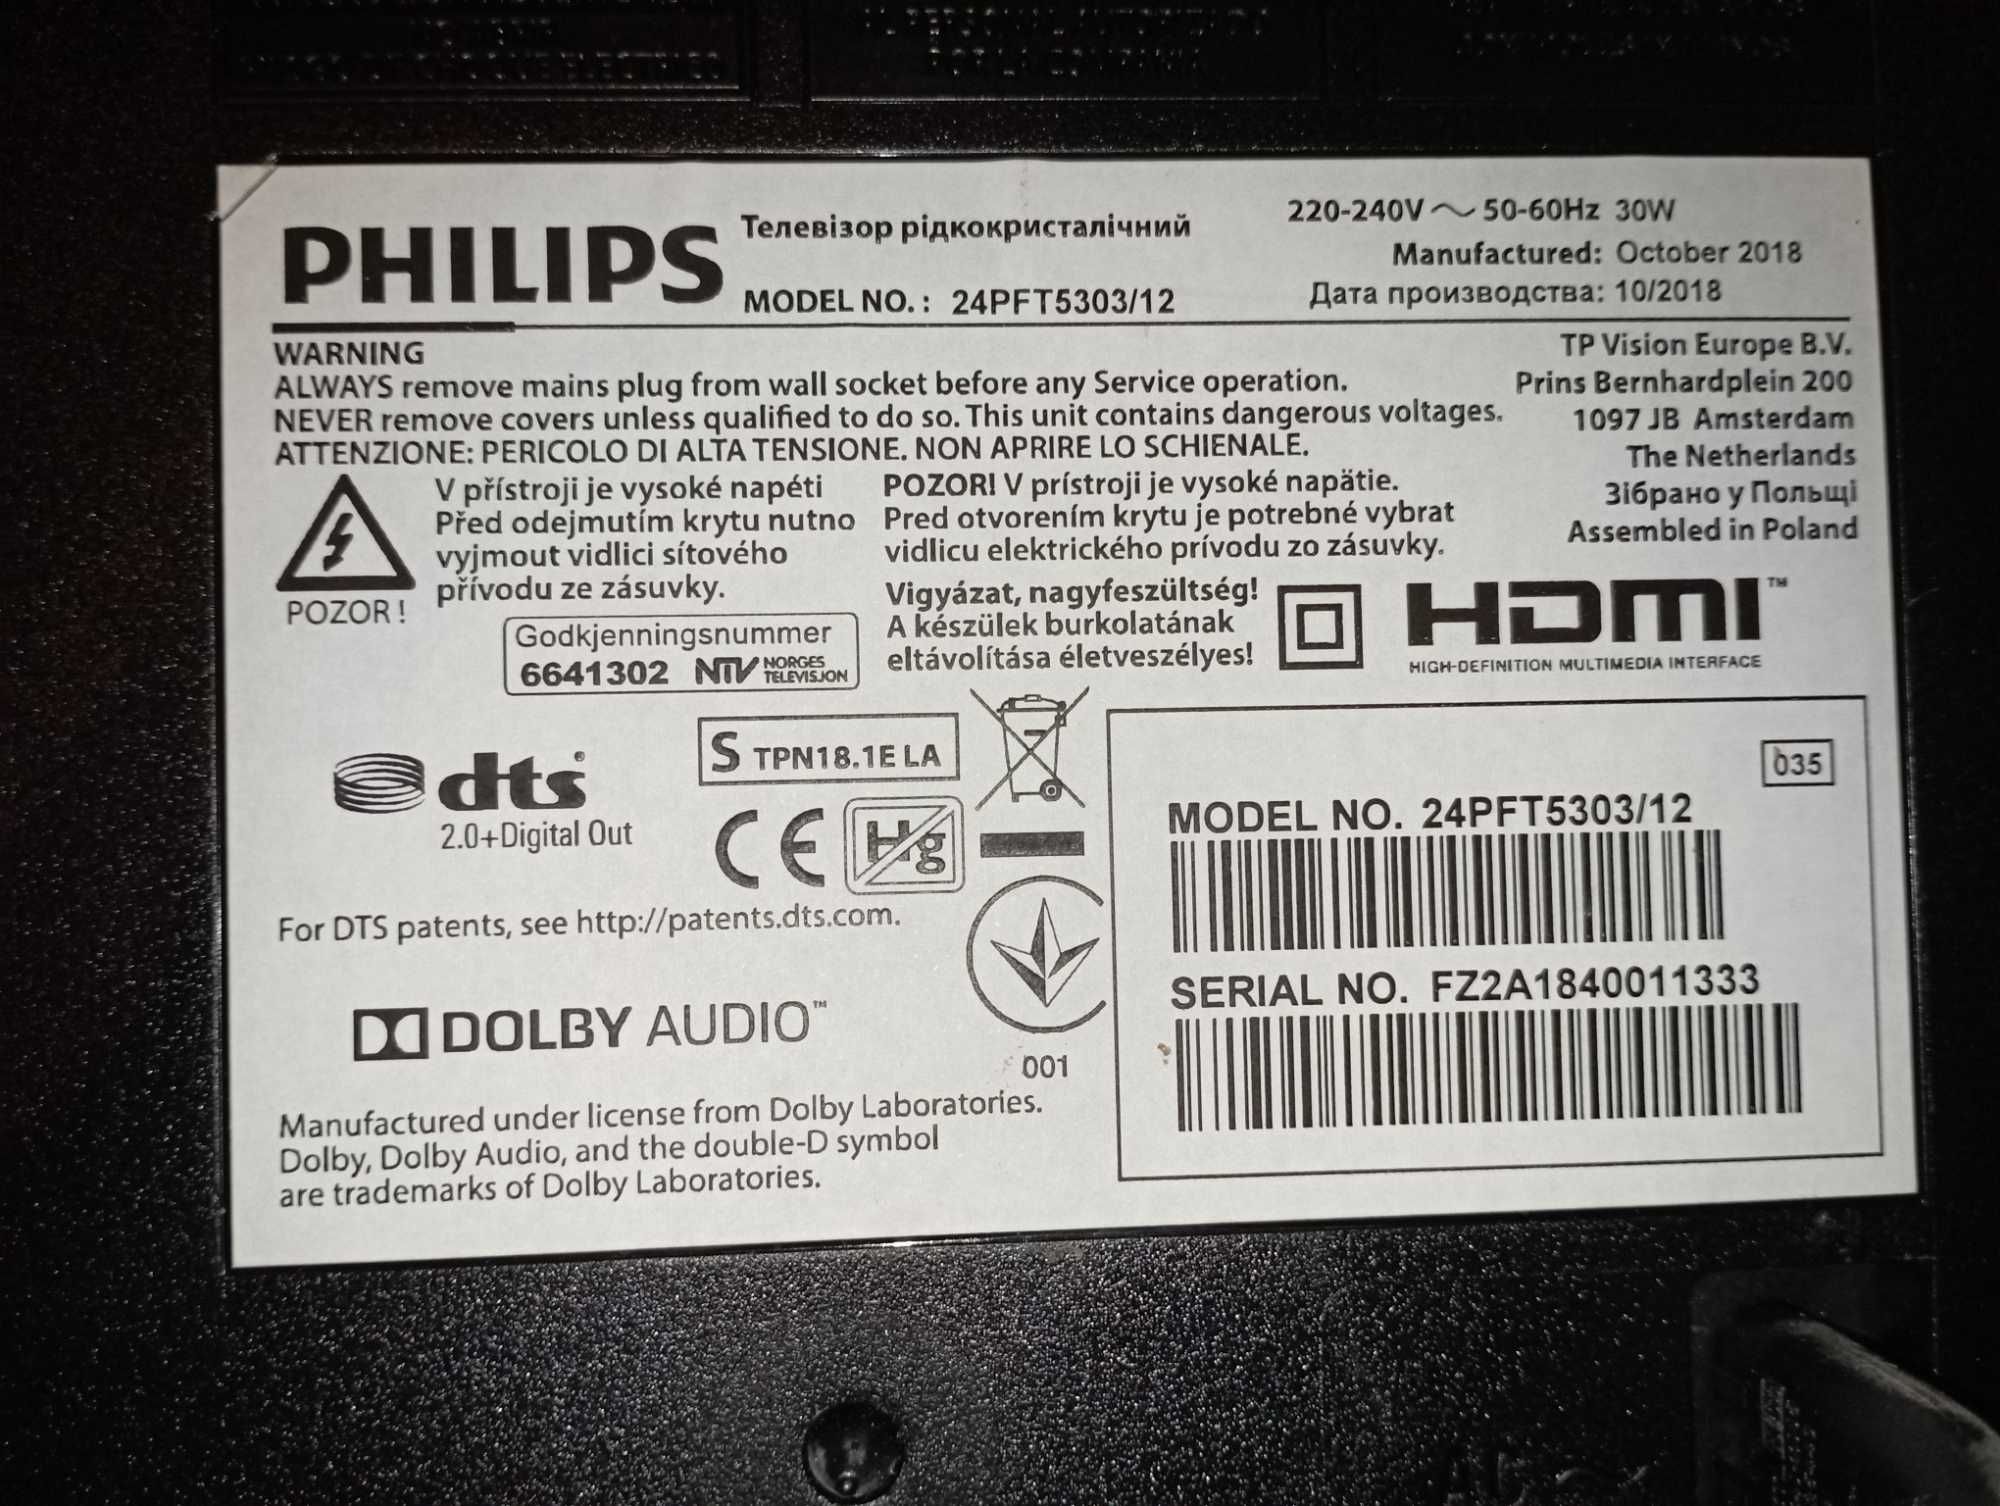 PHILIPS
Телевізор рідкокристалічний
MODEL NO.: 24PFT5303/12
220-240V ~ 50-60Hz 30W
Manufactured: October 2018
Дата производства: 10/2018
WARNING
ALWAYS remove mains plug from wall socket before any Service operation.
NEVER remove covers unless qualified to do so. This unit contains dangerous voltages.
ATTENZIONE: PERICOLO DI ALTA TENSIONE. NON APRIRE LO SCHIENALE.
TP Vision Europe B.V.
Prins Bernhardplein 200
1097 JB Amsterdam
The Netherlands
Зібрано у Польщі
Assembled in Poland
POZOR!
V přístroji je vysoké napéti
Před odejmutím krytu nutno
vyjmout vidlici sítového
přívodu ze zásuvky.
POZOR! V prístroji je vysoké napätie.
Pred otvorením krytu je potrebné vybrat
vidlicu elektrického prívodu zo zásuvky.
Vigyázat, nagyfeszültség!
A készülek burkolatának
eltávolítása életveszélyes!
HDMI™
HIGH-DEFINITION MULTIMEDIA INTERFACE
Godkjenningsnummer
6641302 NTV NORGES TELEVISJON
dts
2.0+Digital Out
S TPN18.1E LA
CE
Hg
For DTS patents, see http://patents.dts.com.
DOLBY AUDIO™
001
Manufactured under license from Dolby Laboratories.
Dolby, Dolby Audio, and the double-D symbol
are trademarks of Dolby Laboratories.
035
MODEL NO. 24PFT5303/12
SERIAL NO. FZ2A1840011333